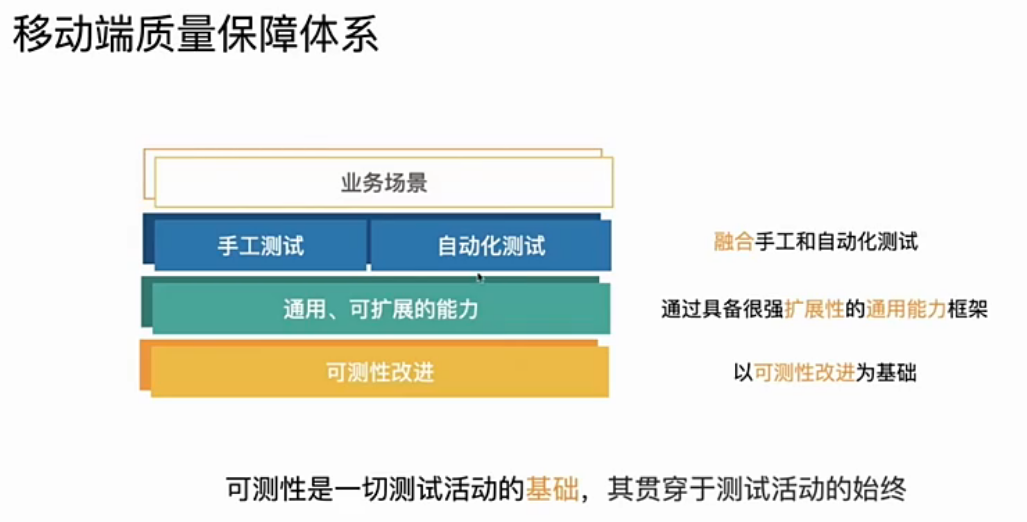 移动端质量保障体系
业务场景
手工测试
自动化测试
融合手工和自动化测试
通用、可扩展的能力
通过具备很强扩展性的通用能力框架
可测性改进
以可测性改进为基础
可测性是一切测试活动的基础，其贯穿于测试活动的始终